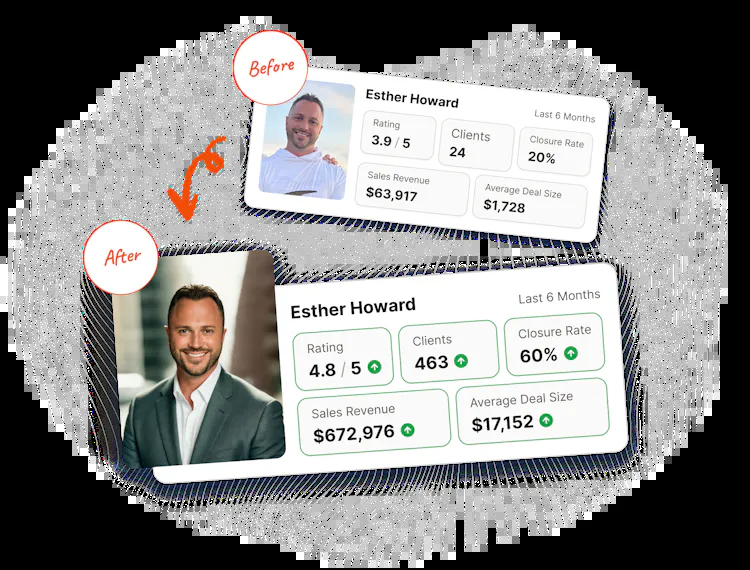 Before
Esther Howard
Last 6 Months
Rating
3.9 / 5
Clients
24
Closure Rate
20%
Sales Revenue
$63,917
Average Deal Size
$1,728
After
Esther Howard
Last 6 Months
Rating
4.8 / 5
Clients
463
Closure Rate
60%
Sales Revenue
$672,976
Average Deal Size
$17,152